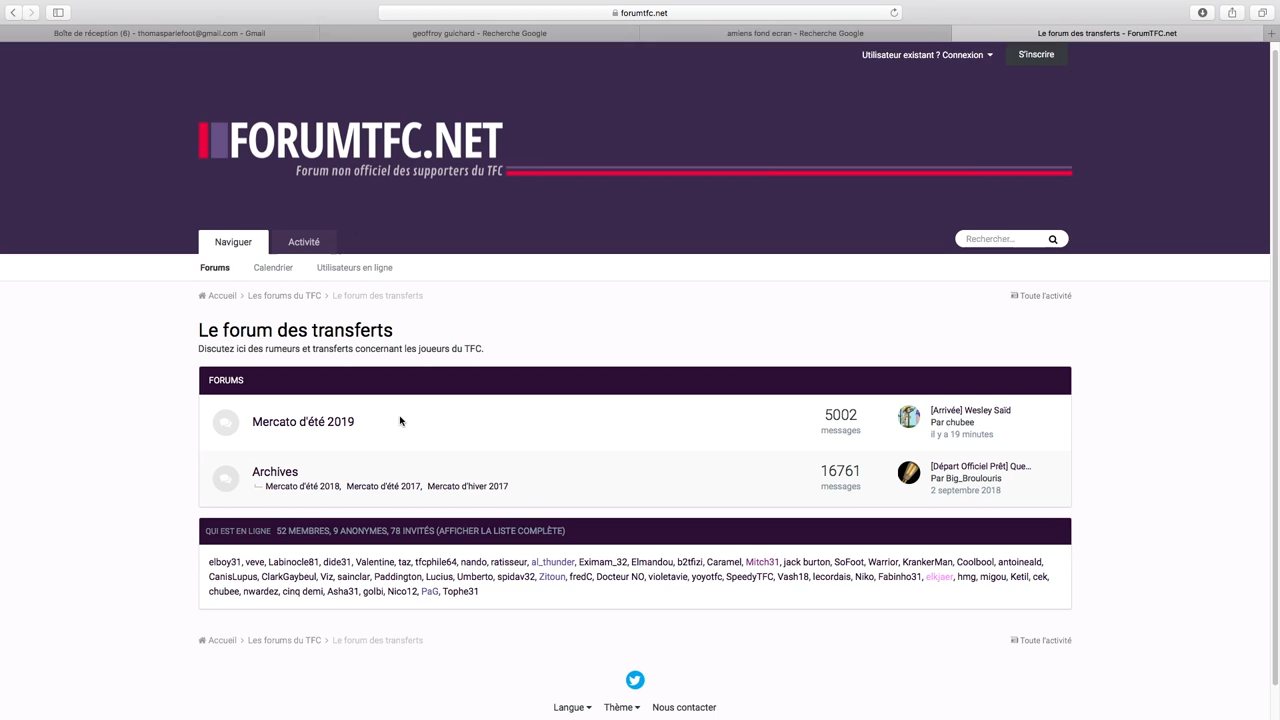 forumtfc.net
Boîte de réception (6) - thomasparlefoot@gmail.com - Gmail
geoffroy guichard - Recherche Google
amiens fond ecran - Recherche Google
Le forum des transferts - ForumTFC.net
Utilisateur existant ? Connexion
S'inscrire
FORUMTFC.NET
Forum non officiel des supporters du TFC
Naviguer
Activité
Rechercher...
Forums
Calendrier
Utilisateurs en ligne
Accueil > Les forums du TFC > Le forum des transferts
Toute l'activité
Le forum des transferts
Discutez ici des rumeurs et transferts concernant les joueurs du TFC.
FORUMS
Mercato d'été 2019
5002
messages
[Arrivée] Wesley Saïd
Par chubee
il y a 19 minutes
Archives
Mercato d'été 2018, Mercato d'été 2017, Mercato d'hiver 2017
16761
messages
[Départ Officiel Prêt] Que...
Par Big_Broulouris
2 septembre 2018
QUI EST EN LIGNE 52 MEMBRES, 9 ANONYMES, 78 INVITÉS (AFFICHER LA LISTE COMPLÈTE)
elboy31, veve, Labinocle81, dide31, Valentine, taz, tfcphile64, nando, ratisseur, al_thunder, Eximam_32, Elmandou, b2tfizi, Caramel, Mitch31, jack burton, SoFoot, Warrior, KrankerMan, Coolbool, antoineald,
CanisLupus, ClarkGaybeul, Viz, sainclar, Paddington, Lucius, Umberto, spidav32, Zitoun, fredC, Docteur NO, violetavie, yoyotfc, SpeedyTFC, Vash18, lecordais, Niko, Fabinho31, elkjaer, hmg, migou, Ketil, cek,
chubee, nwardez, cinq demi, Asha31, golbi, Nico12, PaG, Tophe31
Accueil > Les forums du TFC > Le forum des transferts
Toute l'activité
Langue
Thème
Nous contacter